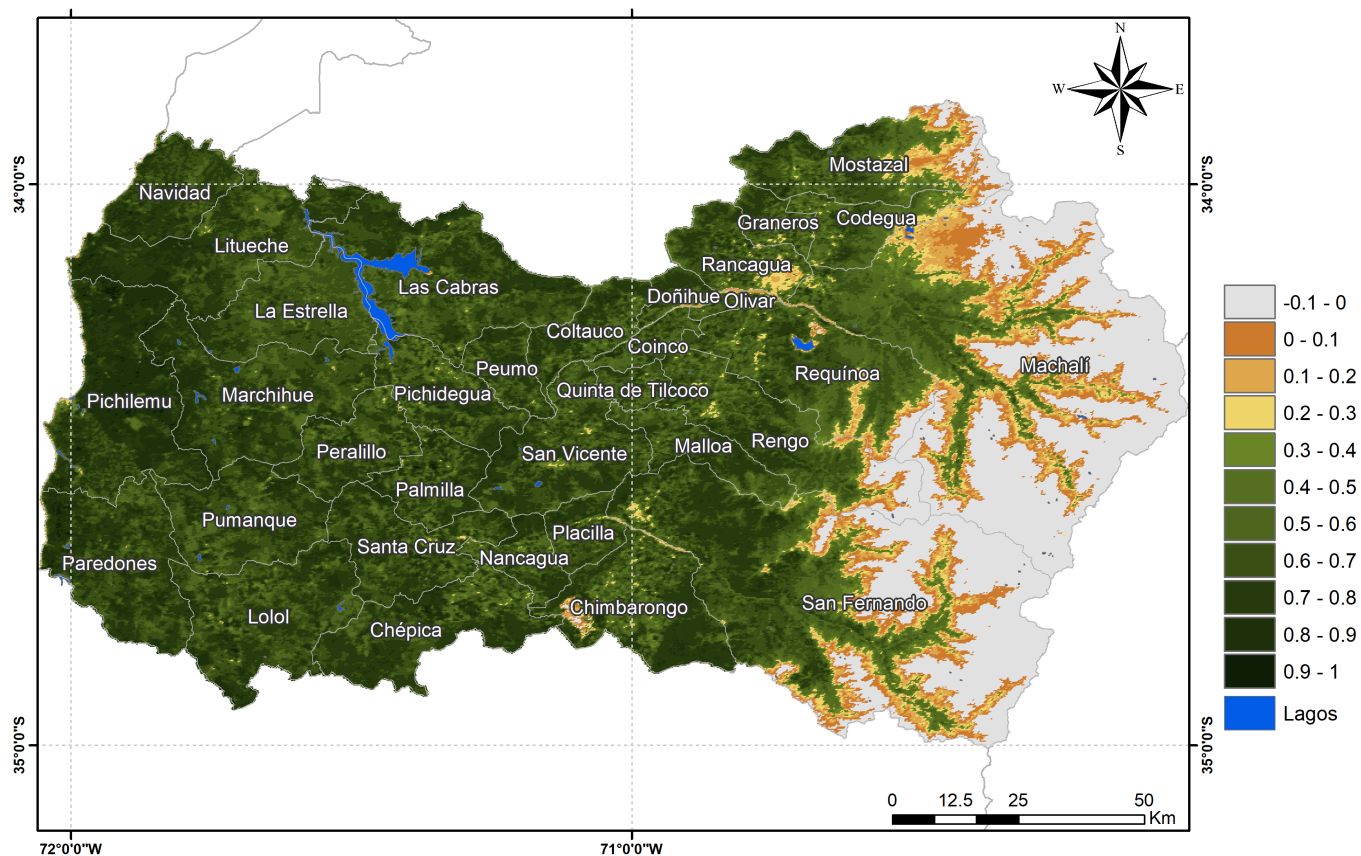 N
W
E
S
34°0'0"S
34°0'0"S
Mostazal
Navidad
Graneros
Codegua
Litueche
Rancagua
Las Cabras
Doñihue
Olivar
La Estrella
Coltauco
Coinco
Machalí
Peumo
Requínoa
Pichidegua
Quinta de Tilcoco
Marchihue
Pichilemu
Rengo
Malloa
Peralillo
San Vicente
Palmilla
Pumanque
Placilla
Santa Cruz
Nancagua
Paredones
San Fernando
Chimbarongo
Lolol
Chépica
-0.1 - 0
0 - 0.1
0.1 - 0.2
0.2 - 0.3
0.3 - 0.4
0.4 - 0.5
0.5 - 0.6
0.6 - 0.7
0.7 - 0.8
0.8 - 0.9
0.9 - 1
Lagos
35°0'0"S
35°0'0"S
0 12.5 25 50
Km
72°0'0"W
71°0'0"W